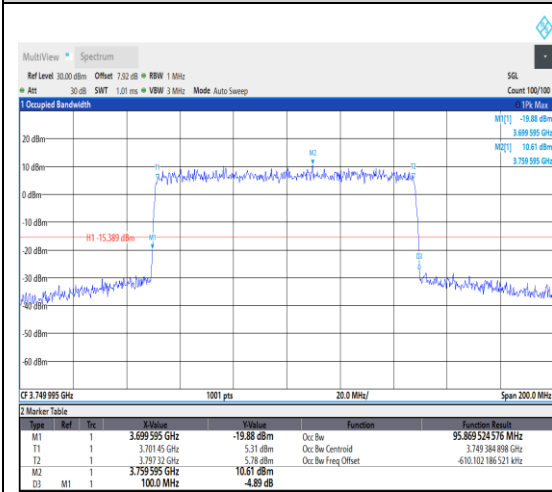 MultiView Spectrum
Ref Level 30.00 dBm Offset 7.92 dB RBW 1 MHz SGL
Att 30 dB SWT 1.01 ms VBW 3 MHz Mode Auto Sweep Count 100/100
1 Occupied Bandwidth 1Pk Max
M1[1] -19.88 dBm
3.699 595 GHz
M2[1] 10.61 dBm
3.759 595 GHz
20 dBm
M2
T1 T2
10 dBm
0 dBm
-10 dBm
H1 -15.389 dBm M1
-20 dBm
D3
-30 dBm
-40 dBm
-50 dBm
-60 dBm
CF 3.749 995 GHz 1001 pts 20.0 MHz/ Span 200.0 MHz
2 Marker Table
Type Ref Trc X-Value Y-Value Function Function Result
M1 1 3.699 595 GHz -19.88 dBm Occ Bw 95.869 524 576 MHz
T1 1 3.701 45 GHz 5.31 dBm Occ Bw Centroid 3.749 384 898 GHz
T2 1 3.797 32 GHz 5.78 dBm Occ Bw Freq Offset -610.102 186 521 kHz
M2 1 3.759 595 GHz 10.61 dBm
D3 M1 1 100.0 MHz -4.89 dB